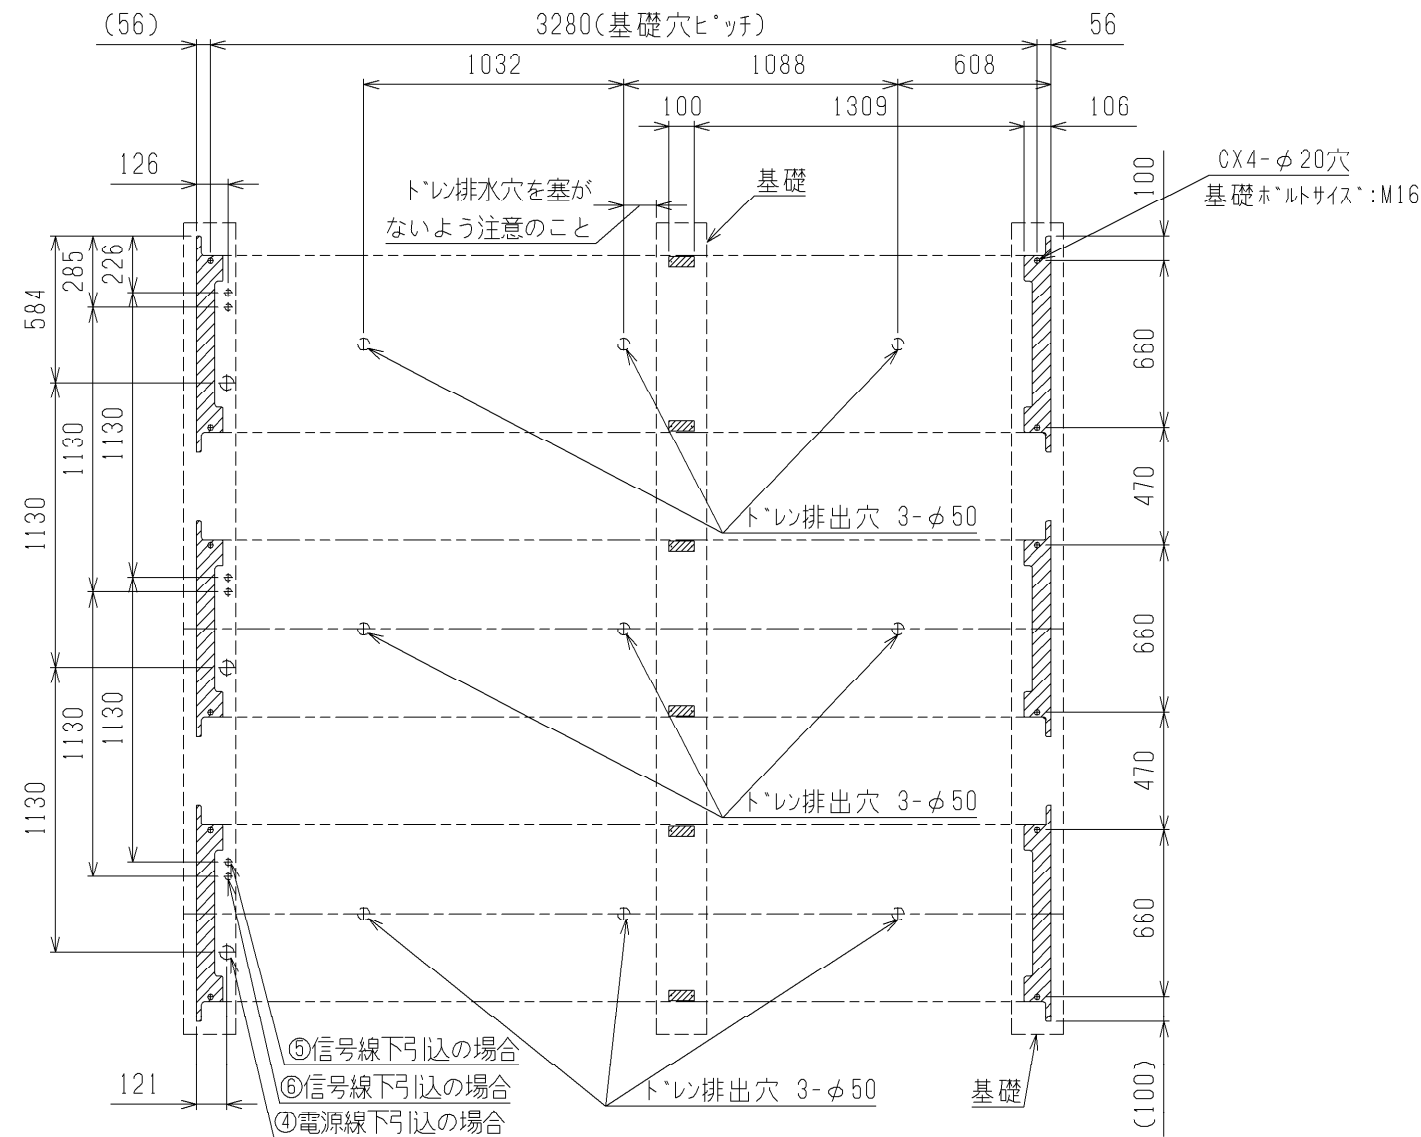 (56)
3280(基礎穴ﾋﾟｯﾁ)
56
1032
1088
608
100
1309
106
126
ﾄﾞﾚﾝ排水穴を塞が
ないよう注意のこと
基礎
CX4-φ20穴
基礎ﾎﾞﾙﾄｻｲｽﾞ:M16
100
584
285
226
660
1130
1130
1130
470
ﾄﾞﾚﾝ排出穴 3-φ50
660
1130
1130
1130
470
ﾄﾞﾚﾝ排出穴 3-φ50
660
⑤信号線下引込の場合
⑥信号線下引込の場合
④電源線下引込の場合
121
ﾄﾞﾚﾝ排出穴 3-φ50
基礎
(100)